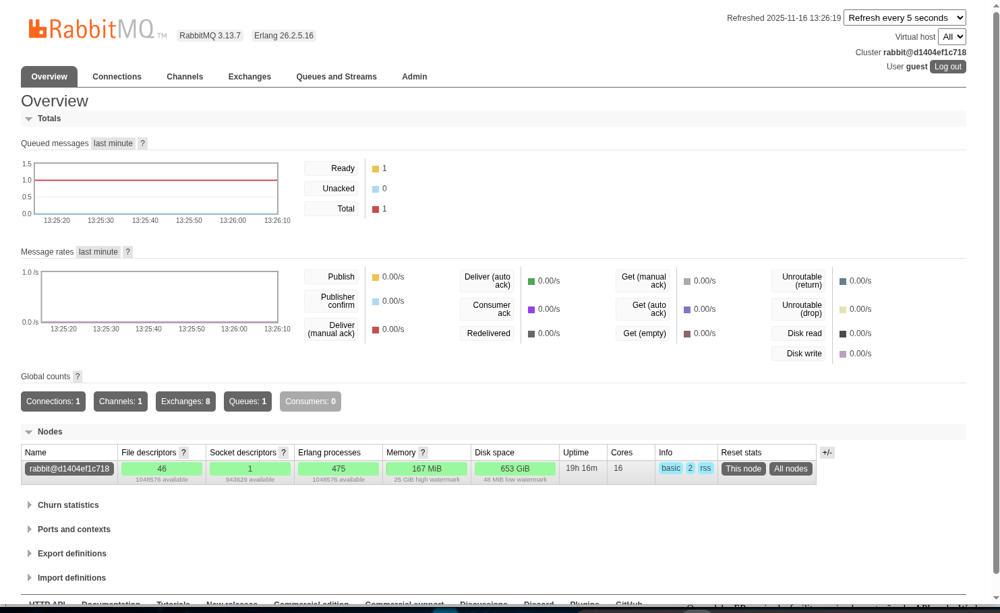 RabbitMQ TM RabbitMQ 3.13.7 Erlang 26.2.5.16
Refreshed 2025-11-16 13:26:19 Refresh every 5 seconds
Virtual host All
Cluster rabbit@d1404ef1c718
User guest Log out
Overview Connections Channels Exchanges Queues and Streams Admin
Overview
Totals
Queued messages last minute ?
1.5
1.0
0.5
0.0
13:25:20 13:25:30 13:25:40 13:25:50 13:26:00 13:26:10
Ready 1
Unacked 0
Total 1
Message rates last minute ?
1.0 /s
0.0 /s
13:25:20 13:25:30 13:25:40 13:25:50 13:26:00 13:26:10
Publish 0.00/s
Publisher
confirm 0.00/s
Deliver
(manual ack) 0.00/s
Deliver (auto
ack) 0.00/s
Consumer
ack 0.00/s
Redelivered 0.00/s
Get (manual
ack) 0.00/s
Get (auto
ack) 0.00/s
Get (empty) 0.00/s
Unroutable
(return) 0.00/s
Unroutable
(drop) 0.00/s
Disk read 0.00/s
Disk write 0.00/s
Global counts ?
Connections: 1 Channels: 1 Exchanges: 8 Queues: 1 Consumers: 0
Nodes
Name File descriptors ? Socket descriptors ? Erlang processes Memory ? Disk space Uptime Cores Info Reset stats +/-
rabbit@d1404ef1c718 46 1 475 167 MiB 653 GiB 19h 16m 16 basic 2 rss This node All nodes
1048576 available 943629 available 1048576 available 25 GiB high watermark 48 MiB low watermark
Churn statistics
Ports and contexts
Export definitions
Import definitions
HTTP API Documentation Tutorials New releases Commercial edition Commercial support Discussions Discord Plugins GitHub